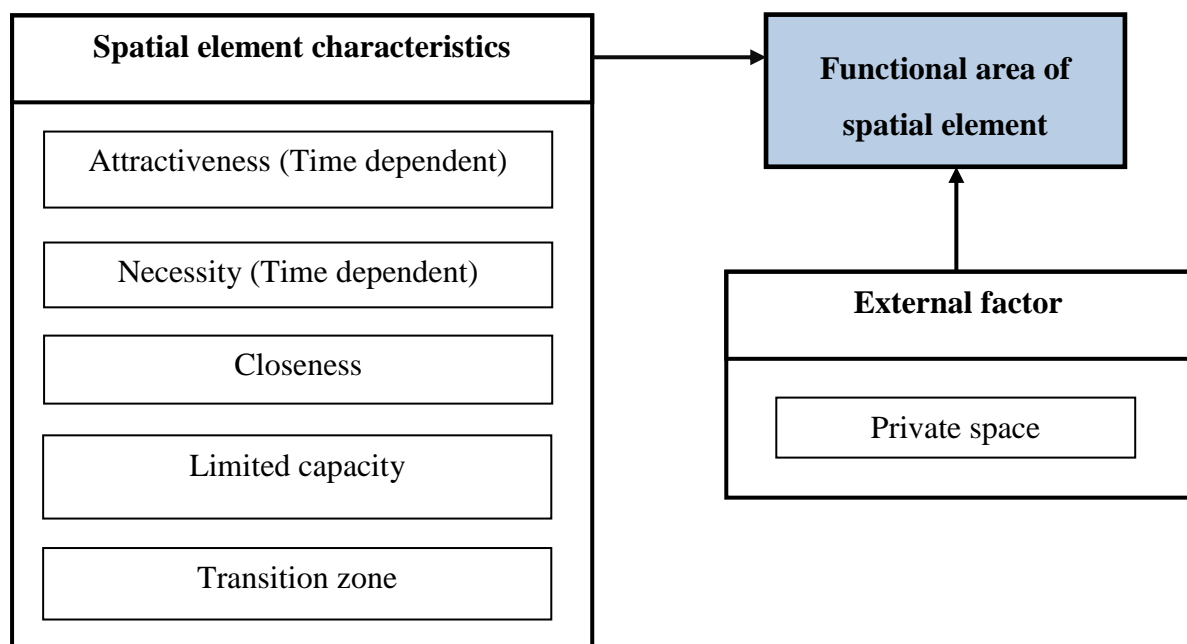 Spatial element characteristics
Attractiveness (Time dependent)
Necessity (Time dependent)
Closeness
Limited capacity
Transition zone
Functional area of
spatial element
External factor
Private space